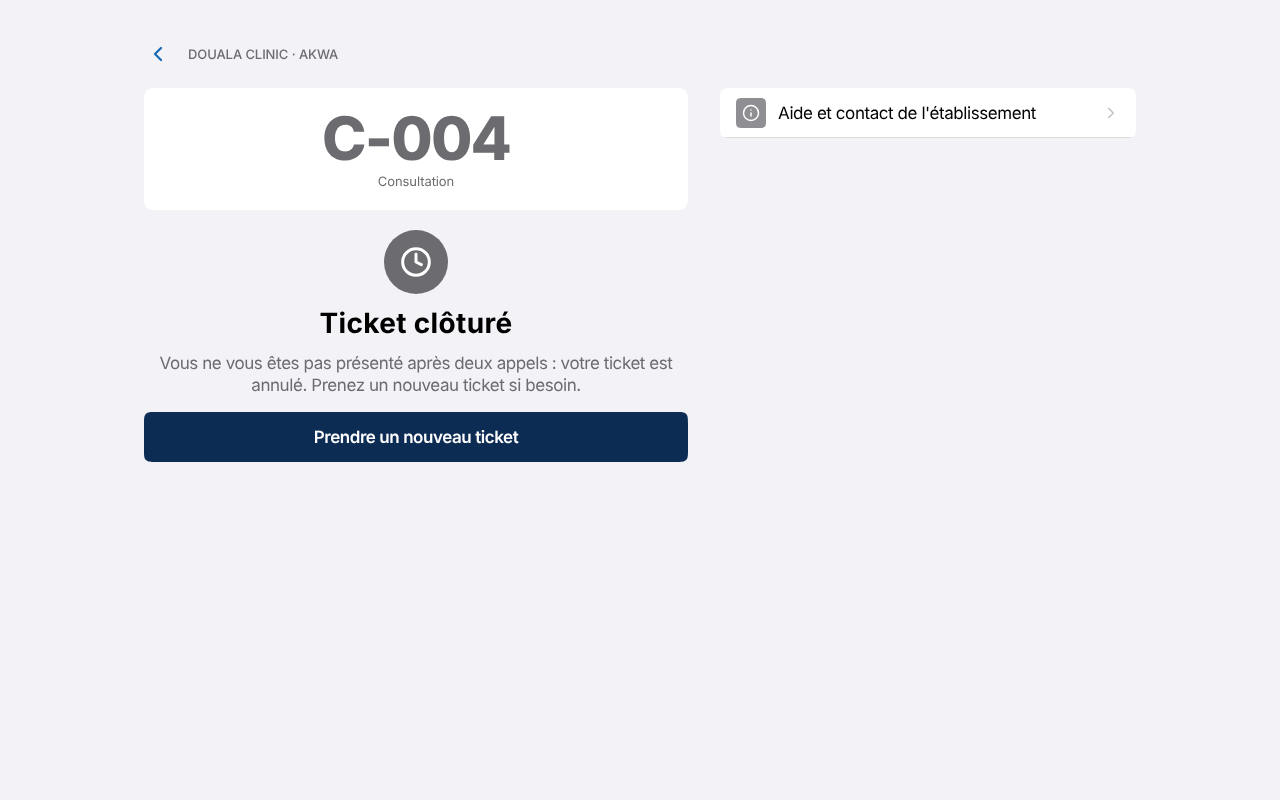 DOUALA CLINIC · AKWA
C-004
Consultation
Ticket clôturé
Vous ne vous êtes pas présenté après deux appels : votre ticket est
annulé. Prenez un nouveau ticket si besoin.
Prendre un nouveau ticket
Aide et contact de l'établissement